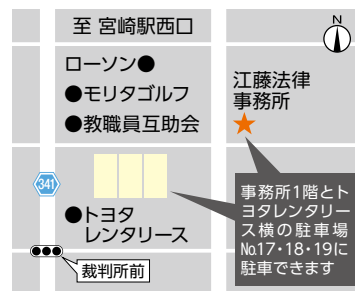 至 宮崎駅西口
N
ローソン●
●モリタゴルフ
●教職員互助会
江藤法律
事務所
341
●トヨタ
レンタリース
裁判所前
事務所1階とト
ヨタレンタリー
ス横の駐車場
№17・18・19に
駐車できます